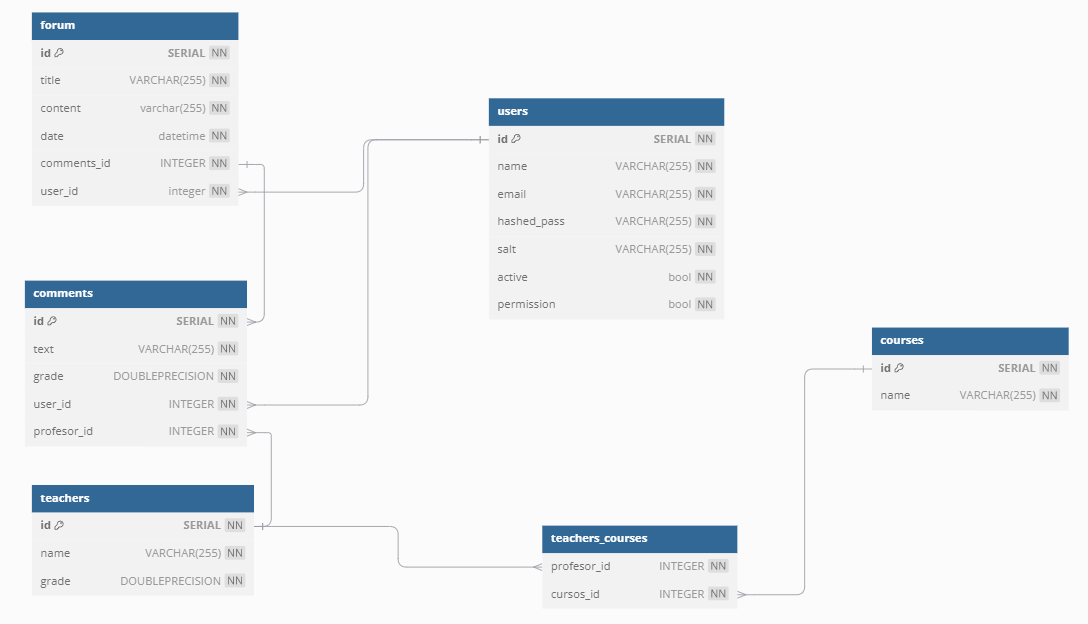 forum
id SERIAL NN
title VARCHAR(255) NN
content varchar(255) NN
date datetime NN
comments_id INTEGER NN
user_id integer NN
users
id SERIAL NN
name VARCHAR(255) NN
email VARCHAR(255) NN
hashed_pass VARCHAR(255) NN
salt VARCHAR(255) NN
active bool NN
permission bool NN
comments
id SERIAL NN
text VARCHAR(255) NN
grade DOUBLEPRECISION NN
user_id INTEGER NN
profesor_id INTEGER NN
courses
id SERIAL NN
name VARCHAR(255) NN
teachers
id SERIAL NN
name VARCHAR(255) NN
grade DOUBLEPRECISION NN
teachers_courses
profesor_id INTEGER NN
cursos_id INTEGER NN